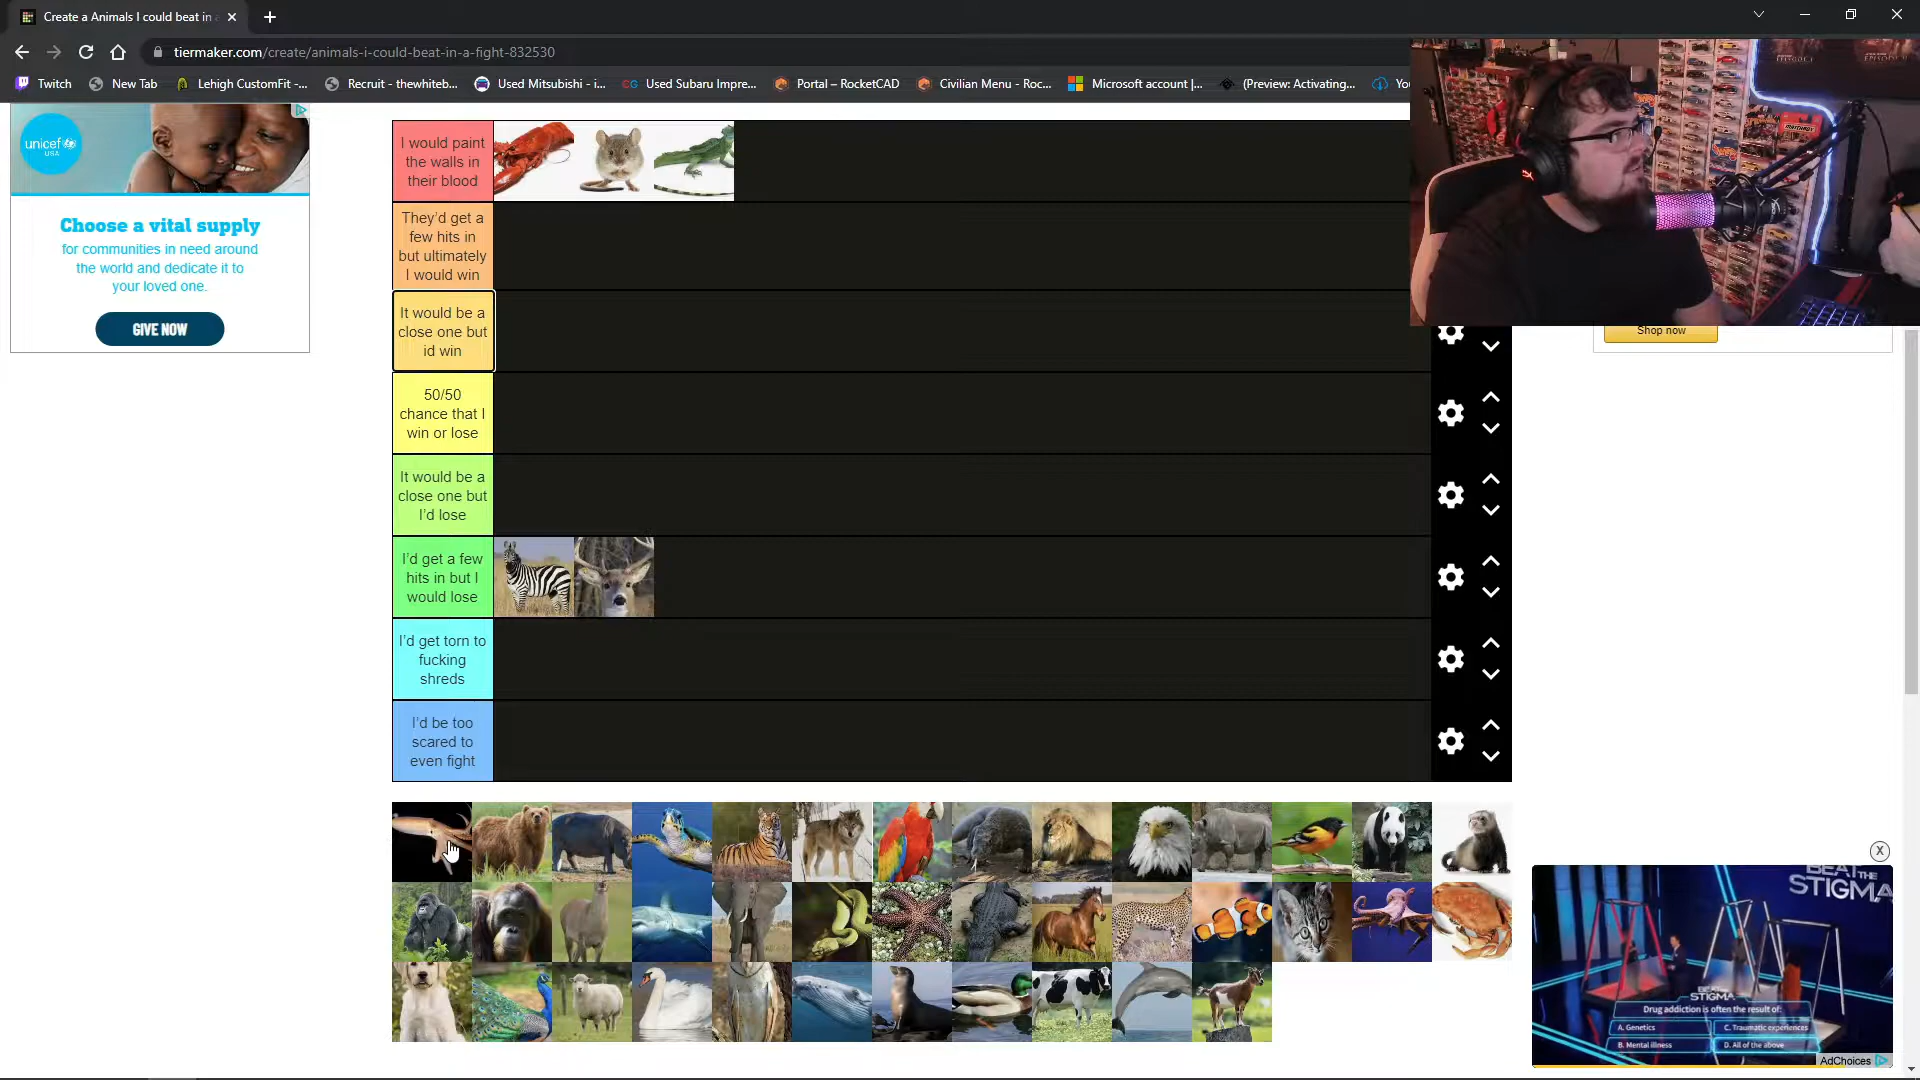 Create a Animals I could beat in a
tiermaker.com/create/animals-i-could-beat-in-a-fight-832530
Twitch
New Tab
Lehigh CustomFit -...
Recruit - thewhiteb...
Used Mitsubishi - i...
CG
Used Subaru Impre...
Portal – RocketCAD
Civilian Menu - Roc...
Microsoft account |...
(Preview: Activating...
unicef
USA
Choose a vital supply
for communities in need around
the world and dedicate it to
your loved one.
GIVE NOW
I would paint
the walls in
their blood
They'd get a
few hits in
but ultimately
I would win
It would be a
close one but
id win
50/50
chance that I
win or lose
It would be a
close one but
I'd lose
I'd get a few
hits in but I
would lose
I'd get torn to
fucking
shreds
I'd be too
scared to
even fight
MATCHBOX
Shop now
X
BEAT THE
STIGMA
BEAT THE
STIGMA
Drug addiction is often the result of:
A. Genetics
C. Traumatic experiences
B. Mental illness
D. All of the above
AdChoices